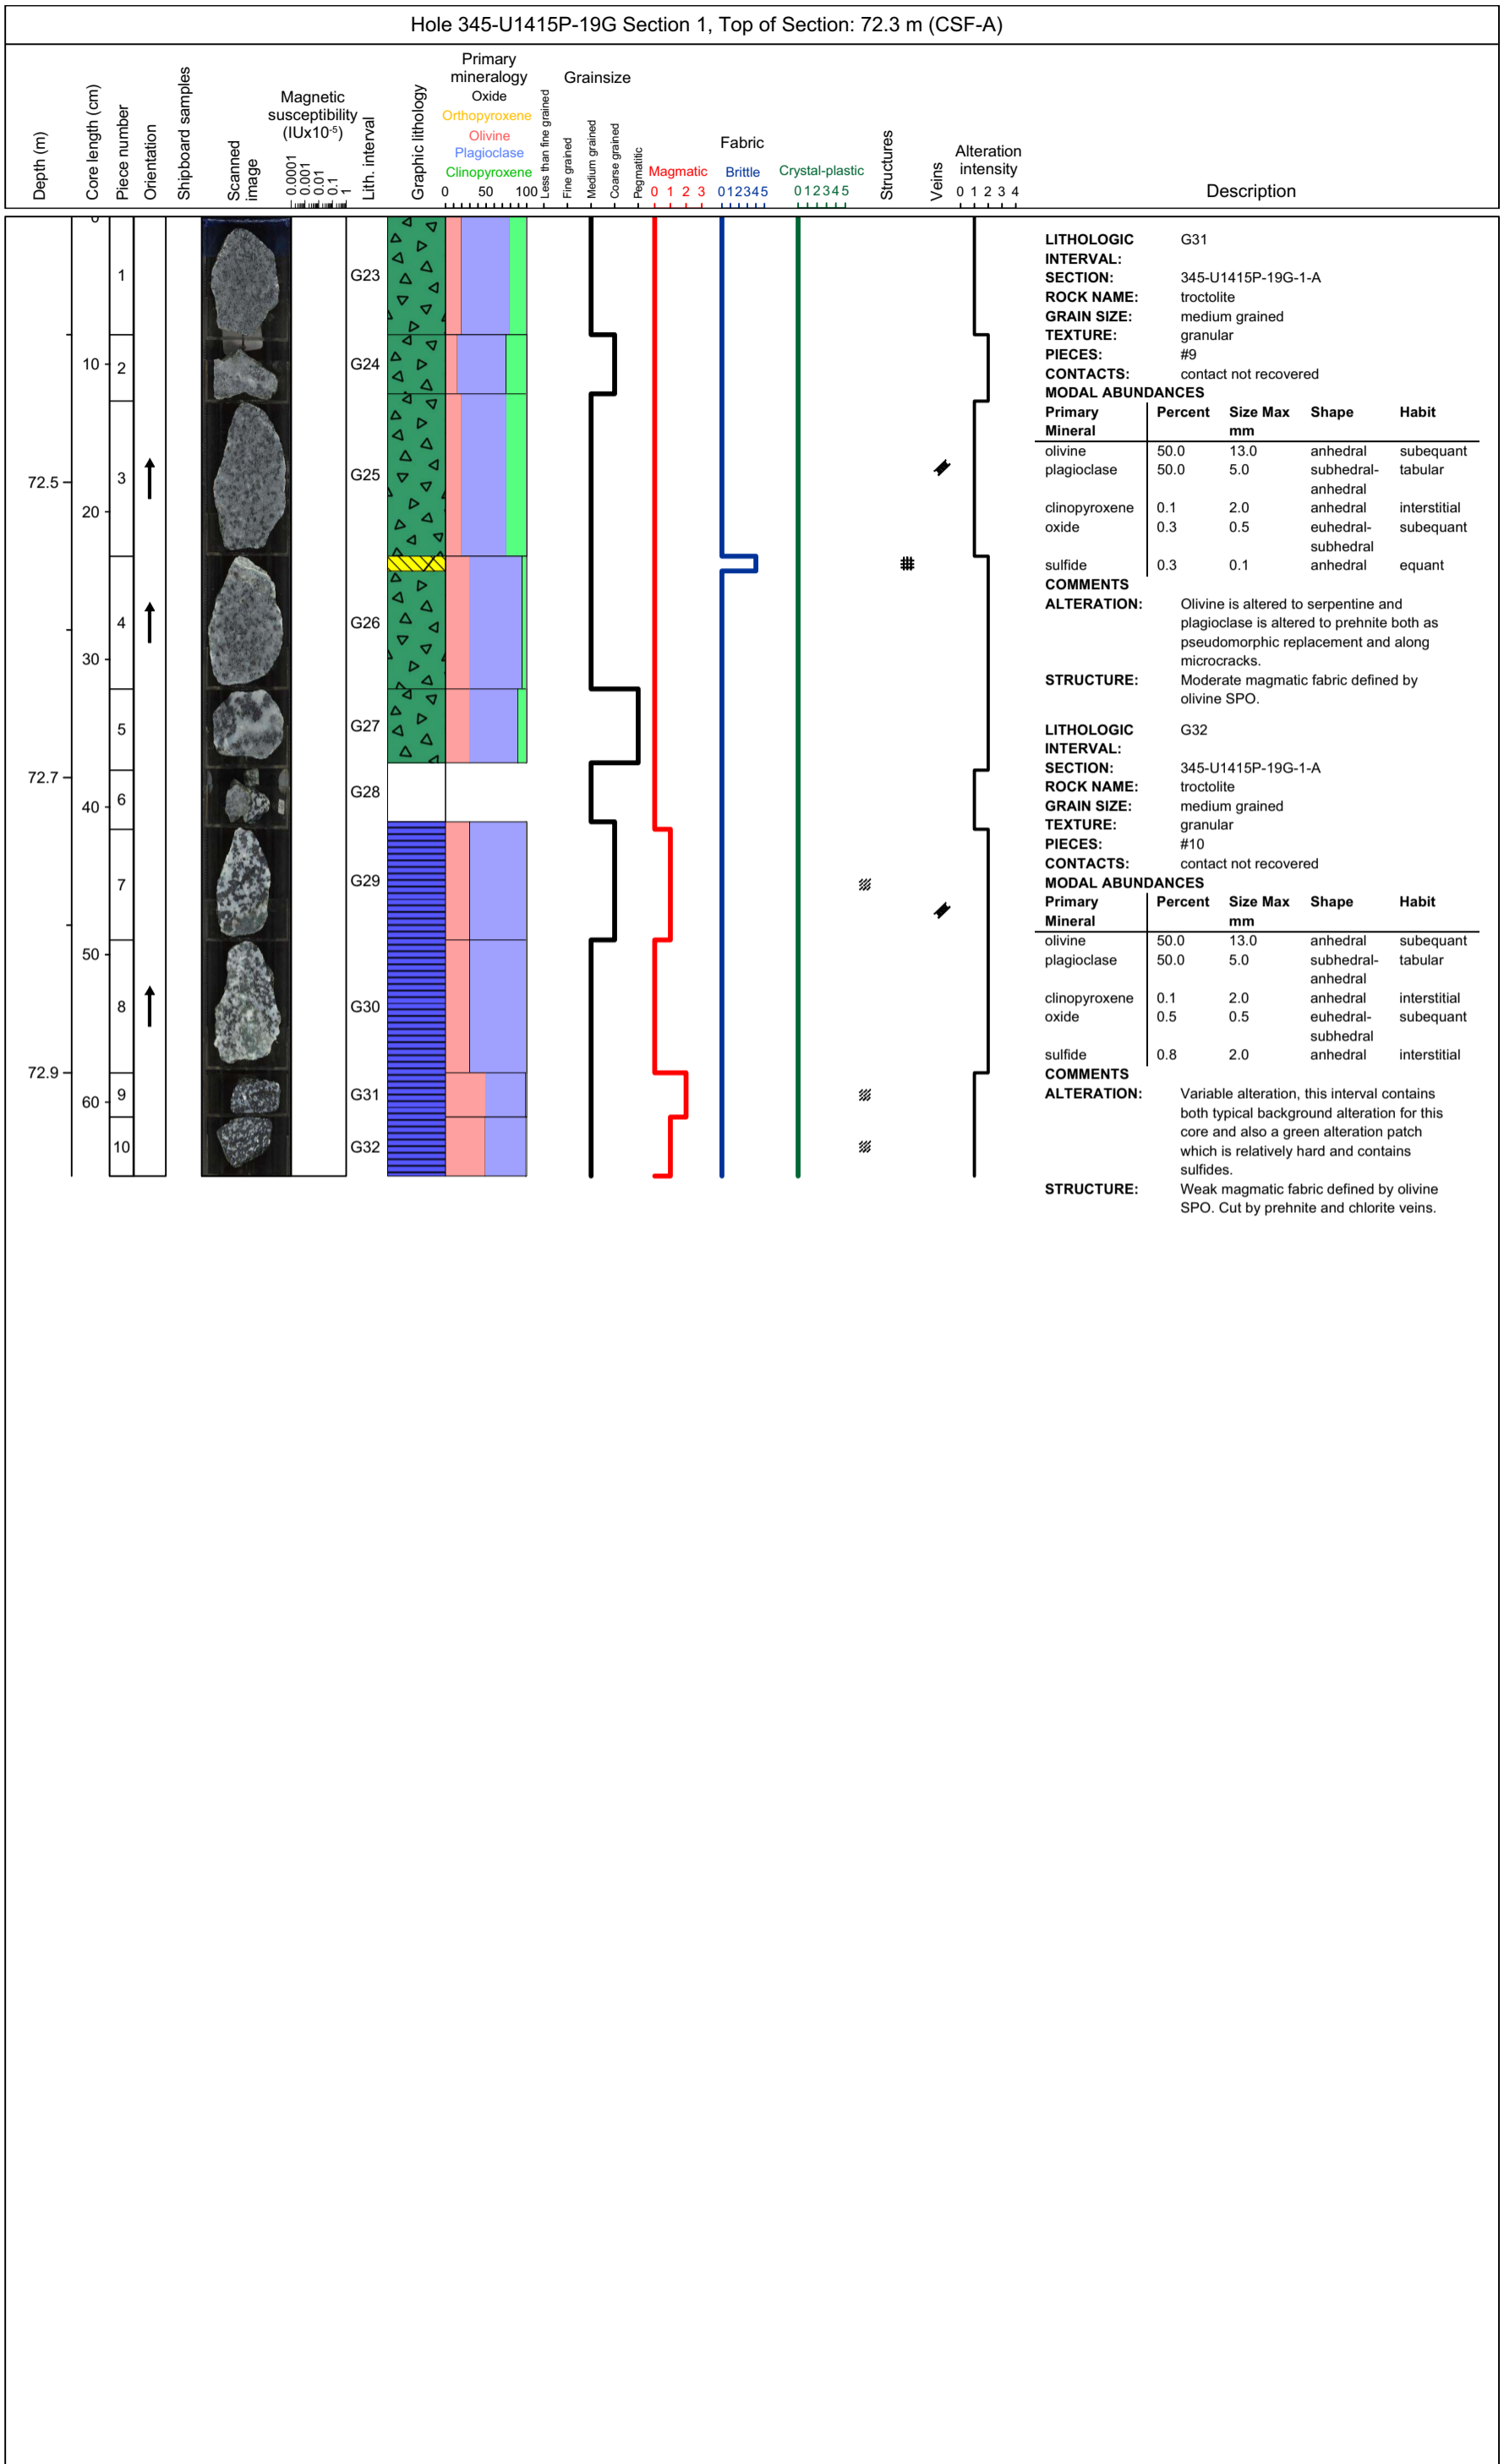 Hole 345-U1415P-19G Section 1, Top of Section: 72.3 m (CSF-A)
Depth (m)
Core length (cm)
Piece number
Orientation
Shipboard samples
Scanned
image
Magnetic
susceptibility
(IUx10-5)
0.0001
0.001
0.01
0.1
1
Lith. interval
Graphic lithology
Primary
mineralogy
Oxide
Orthopyroxene
Olivine
Plagioclase
Clinopyroxene
0 50 100
Grainsize
Less than fine grained
Fine grained
Medium grained
Coarse grained
Pegmatitic
Fabric
Magmatic
0 1 2 3
Brittle
012345
Crystal-plastic
012345
Structures
Veins
Alteration
intensity
0 1 2 3 4
Description
72.5
72.7
72.9
0
10
20
30
40
50
60
1
2
3
4
5
6
7
8
9
10
G23
G24
G25
G26
G27
G28
G29
G30
G31
G32
LITHOLOGIC G31
INTERVAL:
SECTION: 345-U1415P-19G-1-A
ROCK NAME: troctolite
GRAIN SIZE: medium grained
TEXTURE: granular
PIECES: #9
CONTACTS: contact not recovered
MODAL ABUNDANCES
Primary Percent Size Max Shape Habit
Mineral mm
olivine 50.0 13.0 anhedral subequant
plagioclase 50.0 5.0 subhedral- tabular
anhedral
clinopyroxene 0.1 2.0 anhedral interstitial
oxide 0.3 0.5 euhedral- subequant
subhedral
sulfide 0.3 0.1 anhedral equant
COMMENTS
ALTERATION: Olivine is altered to serpentine and
plagioclase is altered to prehnite both as
pseudomorphic replacement and along
microcracks.
STRUCTURE: Moderate magmatic fabric defined by
olivine SPO.
LITHOLOGIC G32
INTERVAL:
SECTION: 345-U1415P-19G-1-A
ROCK NAME: troctolite
GRAIN SIZE: medium grained
TEXTURE: granular
PIECES: #10
CONTACTS: contact not recovered
MODAL ABUNDANCES
Primary Percent Size Max Shape Habit
Mineral mm
olivine 50.0 13.0 anhedral subequant
plagioclase 50.0 5.0 subhedral- tabular
anhedral
clinopyroxene 0.1 2.0 anhedral interstitial
oxide 0.5 0.5 euhedral- subequant
subhedral
sulfide 0.8 2.0 anhedral interstitial
COMMENTS
ALTERATION: Variable alteration, this interval contains
both typical background alteration for this
core and also a green alteration patch
which is relatively hard and contains
sulfides.
STRUCTURE: Weak magmatic fabric defined by olivine
SPO. Cut by prehnite and chlorite veins.